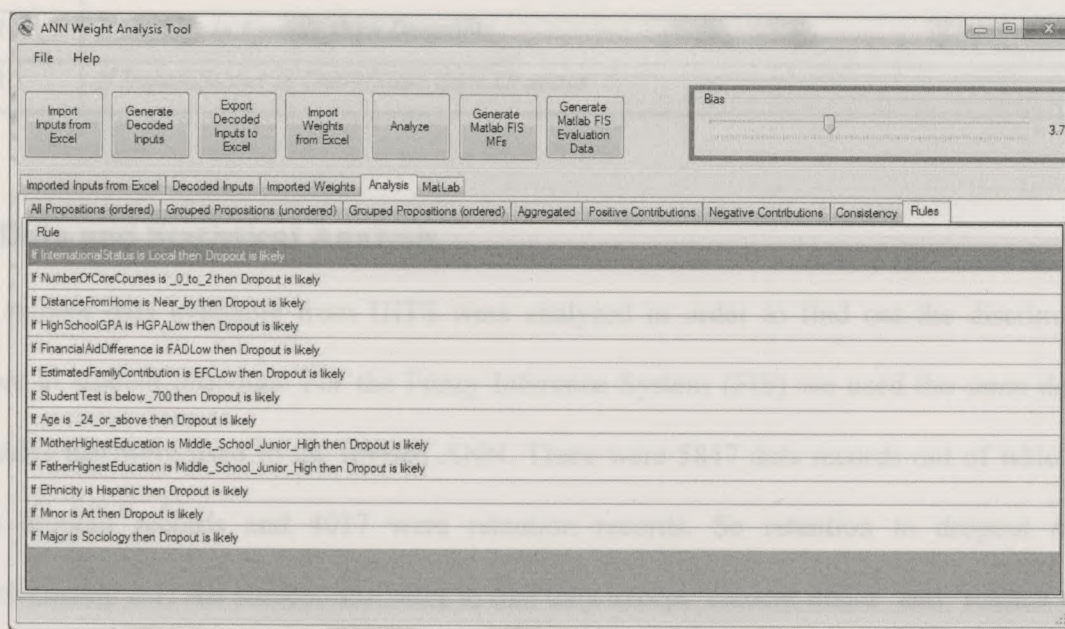 ANN Weight Analysis Tool
File Help
Import Inputs from Excel
Generate Decoded Inputs
Export Decoded Inputs to Excel
Import Weights from Excel
Analyze
Generate Matlab FIS MFs
Generate Matlab FIS Evaluation Data
Bias
3.7
Imported Inputs from Excel Decoded Inputs Imported Weights Analysis MatLab
All Propositions (ordered) Grouped Propositions (unordered) Grouped Propositions (ordered) Aggregated Positive Contributions Negative Contributions Consistency Rules
Rule
If InternationalStatus is Local then Dropout is likely
If NumberOfCoreCourses is _0_to_2 then Dropout is likely
If DistanceFromHome is Near_by then Dropout is likely
If HighSchoolGPA is HGPALow then Dropout is likely
If FinancialAidDifference is FADLow then Dropout is likely
If EstimatedFamilyContribution is EFCLow then Dropout is likely
If StudentTest is below_700 then Dropout is likely
If Age is _24_or_above then Dropout is likely
If MotherHighestEducation is Middle_School_Junior_High then Dropout is likely
If FatherHighestEducation is Middle_School_Junior_High then Dropout is likely
If Ethnicity is Hispanic then Dropout is likely
If Minor is Art then Dropout is likely
If Major is Sociology then Dropout is likely